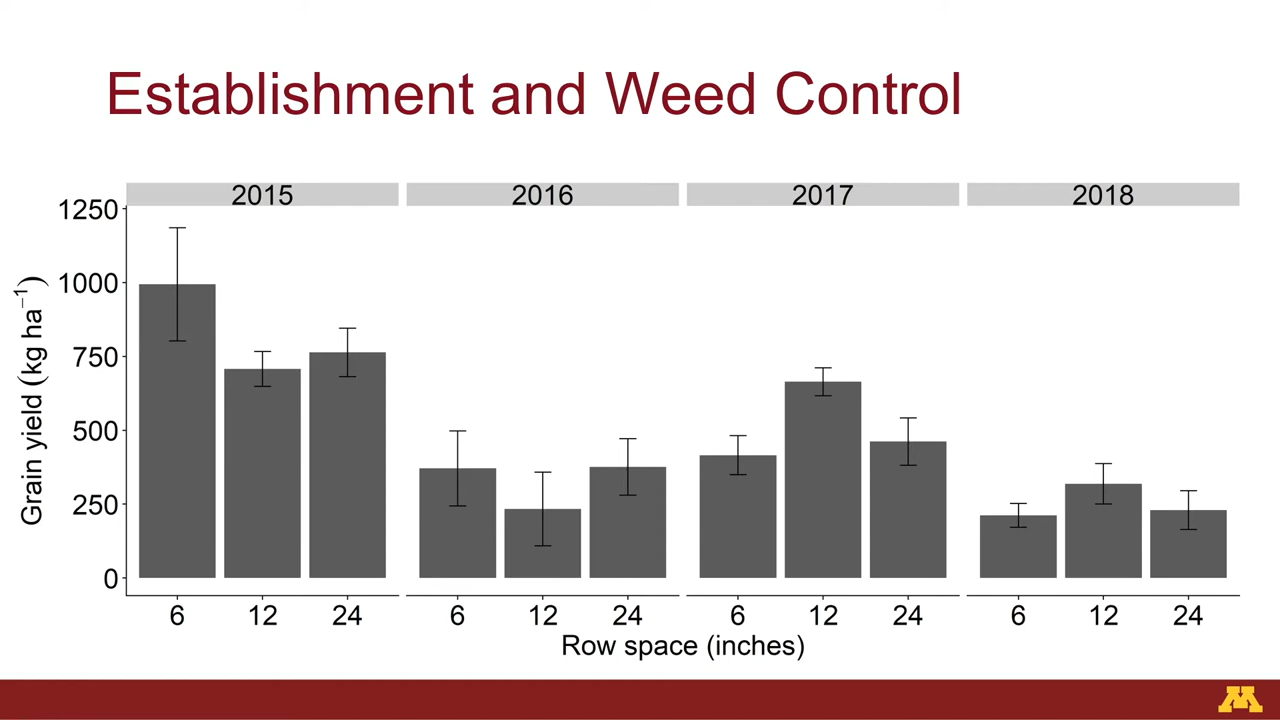 Establishment and Weed Control
2015 2016 2017 2018
Grain yield (kg ha⁻¹)
1250
1000
750
500
250
0
6 12 24 6 12 24 6 12 24 6 12 24
Row space (inches)
M